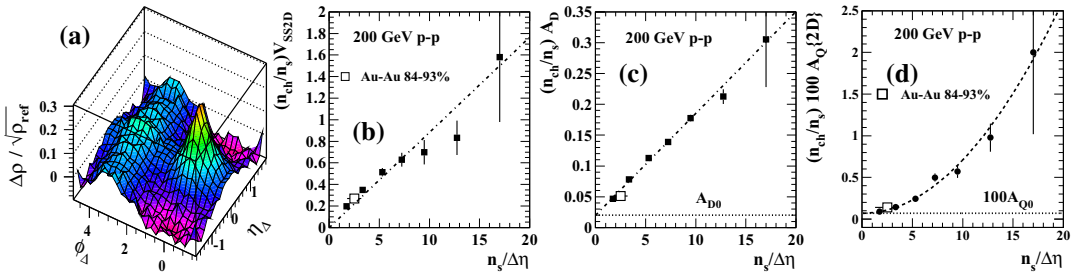 (a)
Δρ / √ρref
0.3
0.2
0.1
0
4
2
0
ϕΔ
-1
0
1
ηΔ
(nch/ns)VSS2D
2
1.8
1.6
1.4
1.2
1
0.8
0.6
0.4
0.2
0
200 GeV p-p
Au-Au 84-93%
(b)
0 5 10 15 20
ns/Δη
(nch/ns) AD
0.35
0.3
0.25
0.2
0.15
0.1
0.05
0
200 GeV p-p
(c)
AD0
0 5 10 15 20
ns/Δη
(nch/ns) 100 AQ{2D}
2.5
2
1.5
1
0.5
0
200 GeV p-p
(d)
Au-Au 84-93%
100AQ0
0 5 10 15 20
ns/Δη